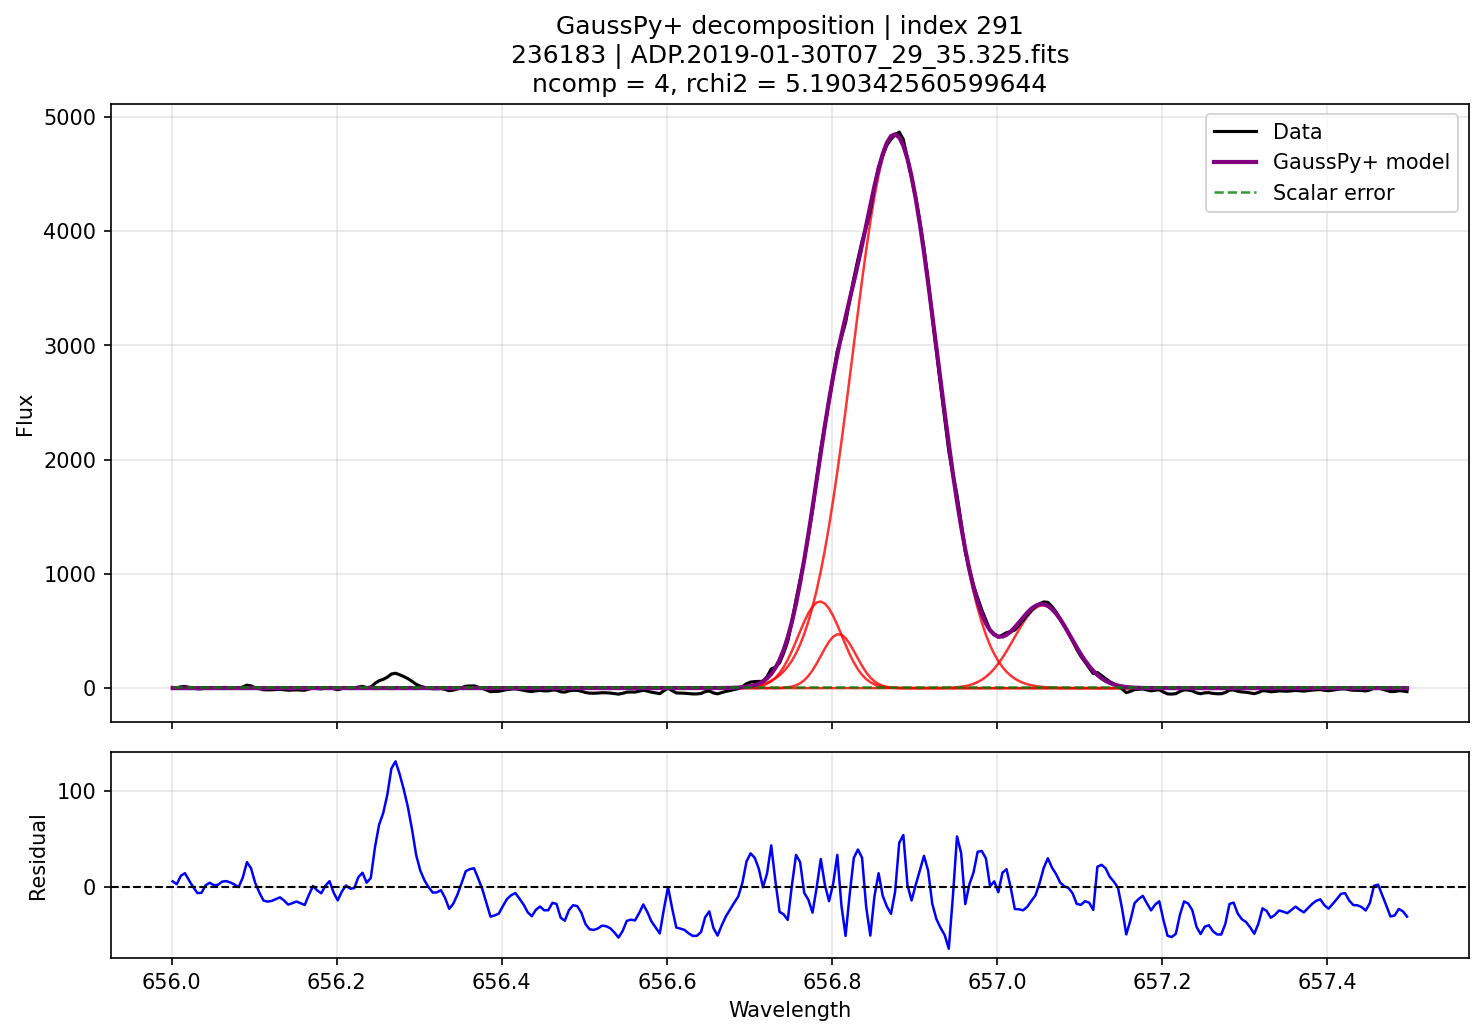 GaussPy+ decomposition | index 291
236183 | ADP.2019-01-30T07_29_35.325.fits
ncomp = 4, rchi2 = 5.190342560599644
Data
GaussPy+ model
Scalar error
5000
4000
3000
2000
1000
0
Flux
100
0
Residual
656.0 656.2 656.4 656.6 656.8 657.0 657.2 657.4
Wavelength